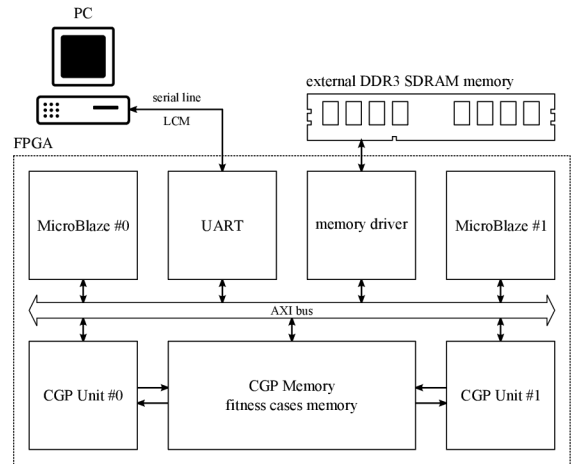 PC
external DDR3 SDRAM memory
serial line
LCM
FPGA
MicroBlaze #0
UART
memory driver
MicroBlaze #1
AXI bus
CGP Unit #0
CGP Memory
fitness cases memory
CGP Unit #1